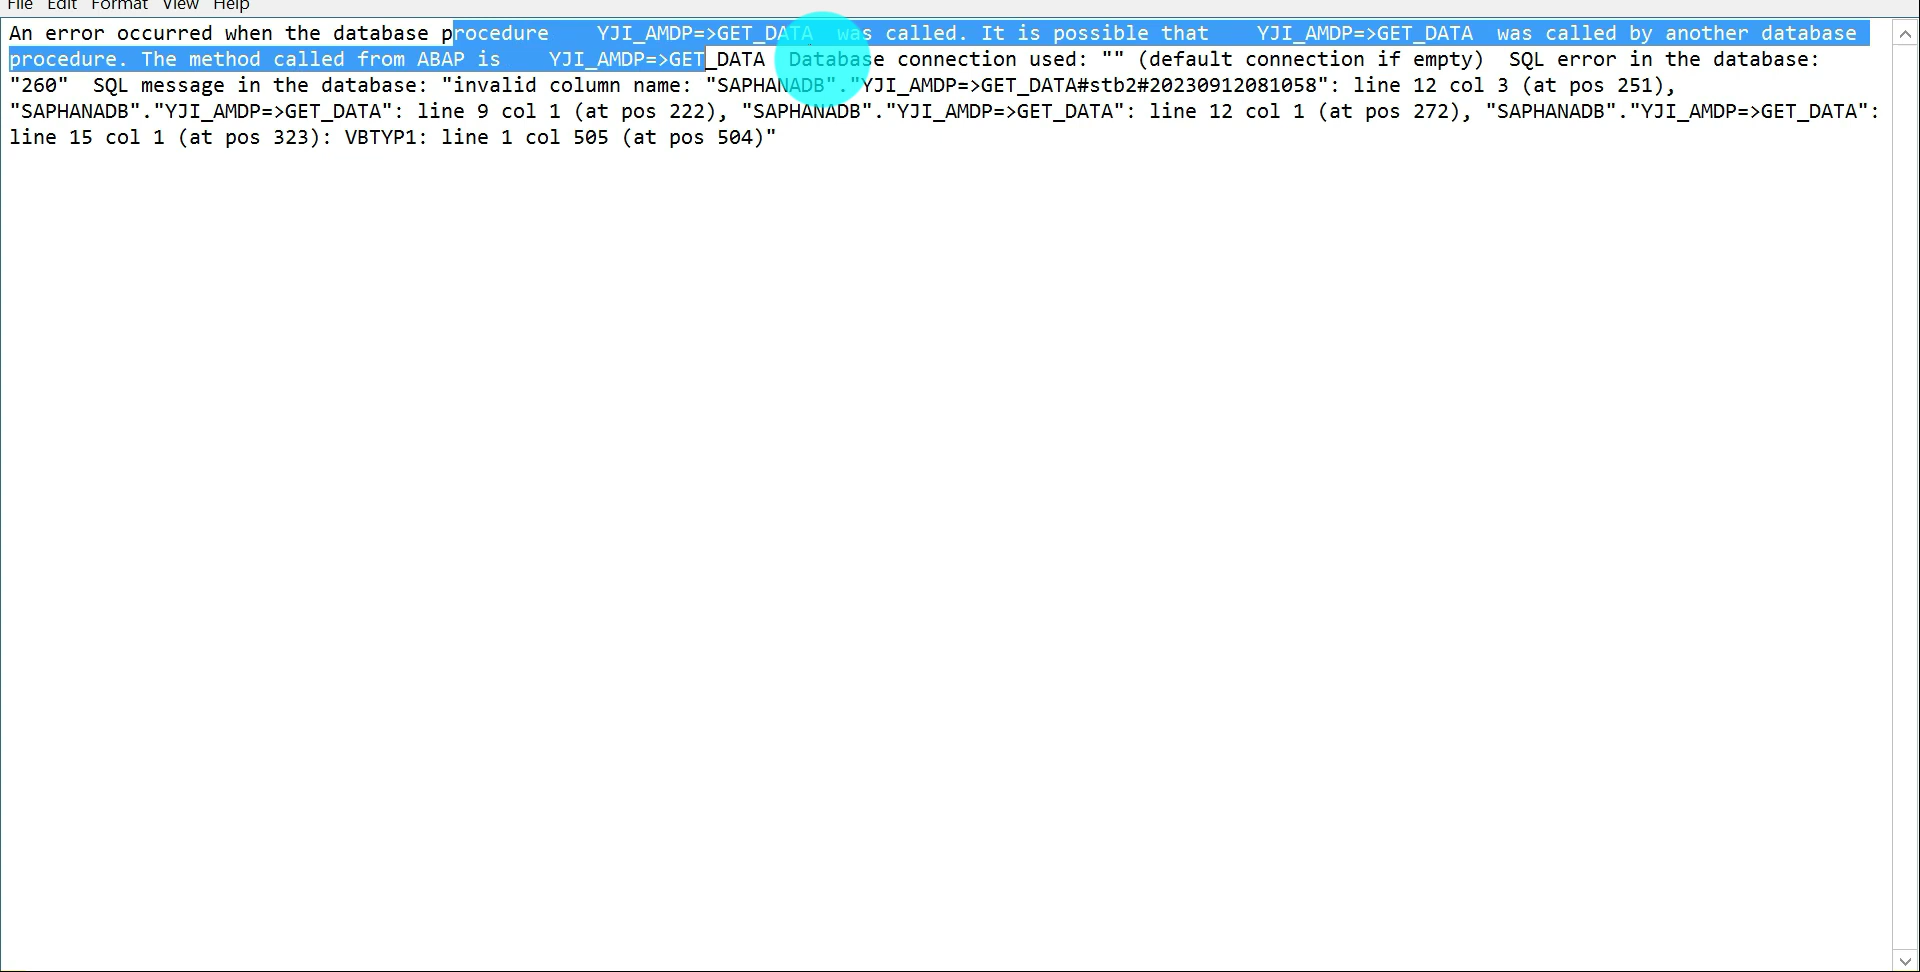 File Edit Format View Help
An error occurred when the database procedure    YJI_AMDP=>GET_DATA  was called. It is possible that    YJI_AMDP=>GET_DATA  was called by another database
procedure. The method called from ABAP is    YJI_AMDP=>GET_DATA  Database connection used: "" (default connection if empty)  SQL error in the database:
"260"  SQL message in the database: "invalid column name: "SAPHANADB"."YJI_AMDP=>GET_DATA#stb2#20230912081058": line 12 col 3 (at pos 251),
"SAPHANADB"."YJI_AMDP=>GET_DATA": line 9 col 1 (at pos 222), "SAPHANADB"."YJI_AMDP=>GET_DATA": line 12 col 1 (at pos 272), "SAPHANADB"."YJI_AMDP=>GET_DATA":
line 15 col 1 (at pos 323): VBTYP1: line 1 col 505 (at pos 504)"